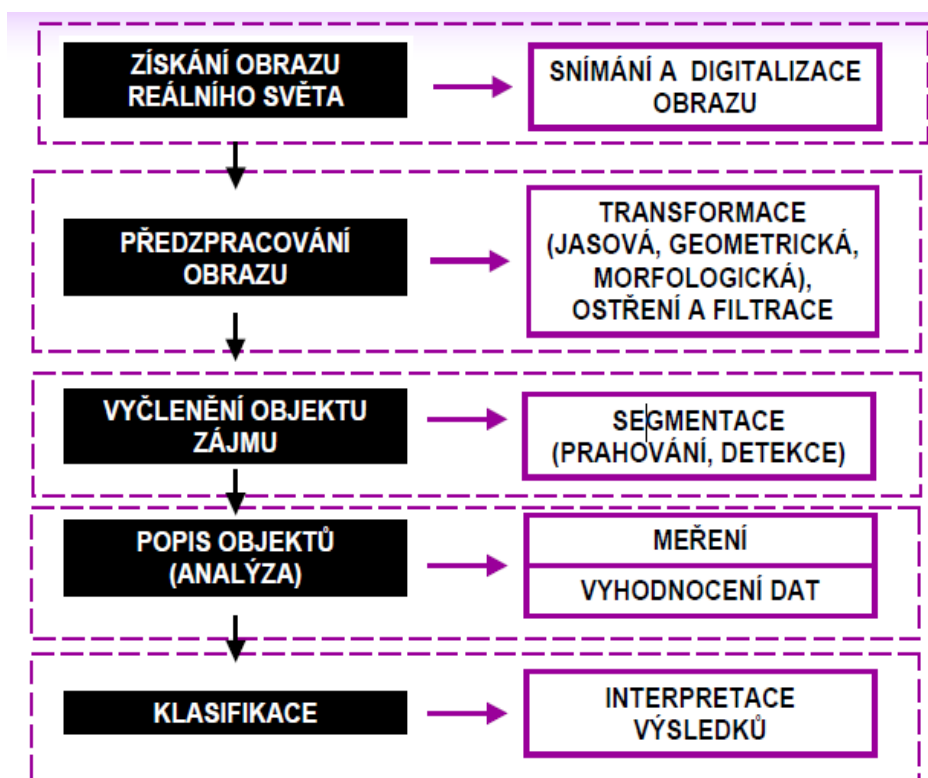 ZÍSKÁNÍ OBRAZU
REÁLNÍHO SVĚTA
SNÍMÁNÍ A DIGITALIZACE
OBRAZU
PŘEDZPRACOVÁNÍ
OBRAZU
TRANSFORMACE
(JASOVÁ, GEOMETRICKÁ,
MORFOLOGICKÁ),
OSTŘENÍ A FILTRACE
VYČLENĚNÍ OBJEKTU
ZÁJMU
SEGMENTACE
(PRAHOVÁNÍ, DETEKCE)
POPIS OBJEKTŮ
(ANALÝZA)
MEŘENÍ
VYHODNOCENÍ DAT
KLASIFIKACE
INTERPRETACE
VÝSLEDKŮ